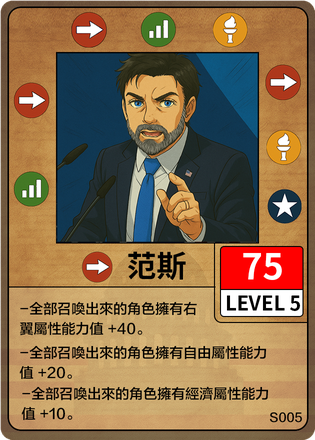 范斯
75
LEVEL 5
–全部召喚出來的角色擁有右
翼屬性能力值 +40。
–全部召喚出來的角色擁有自由屬性能力
值 +20。
–全部召喚出來的角色擁有經濟屬性能力
值 +10。
S005